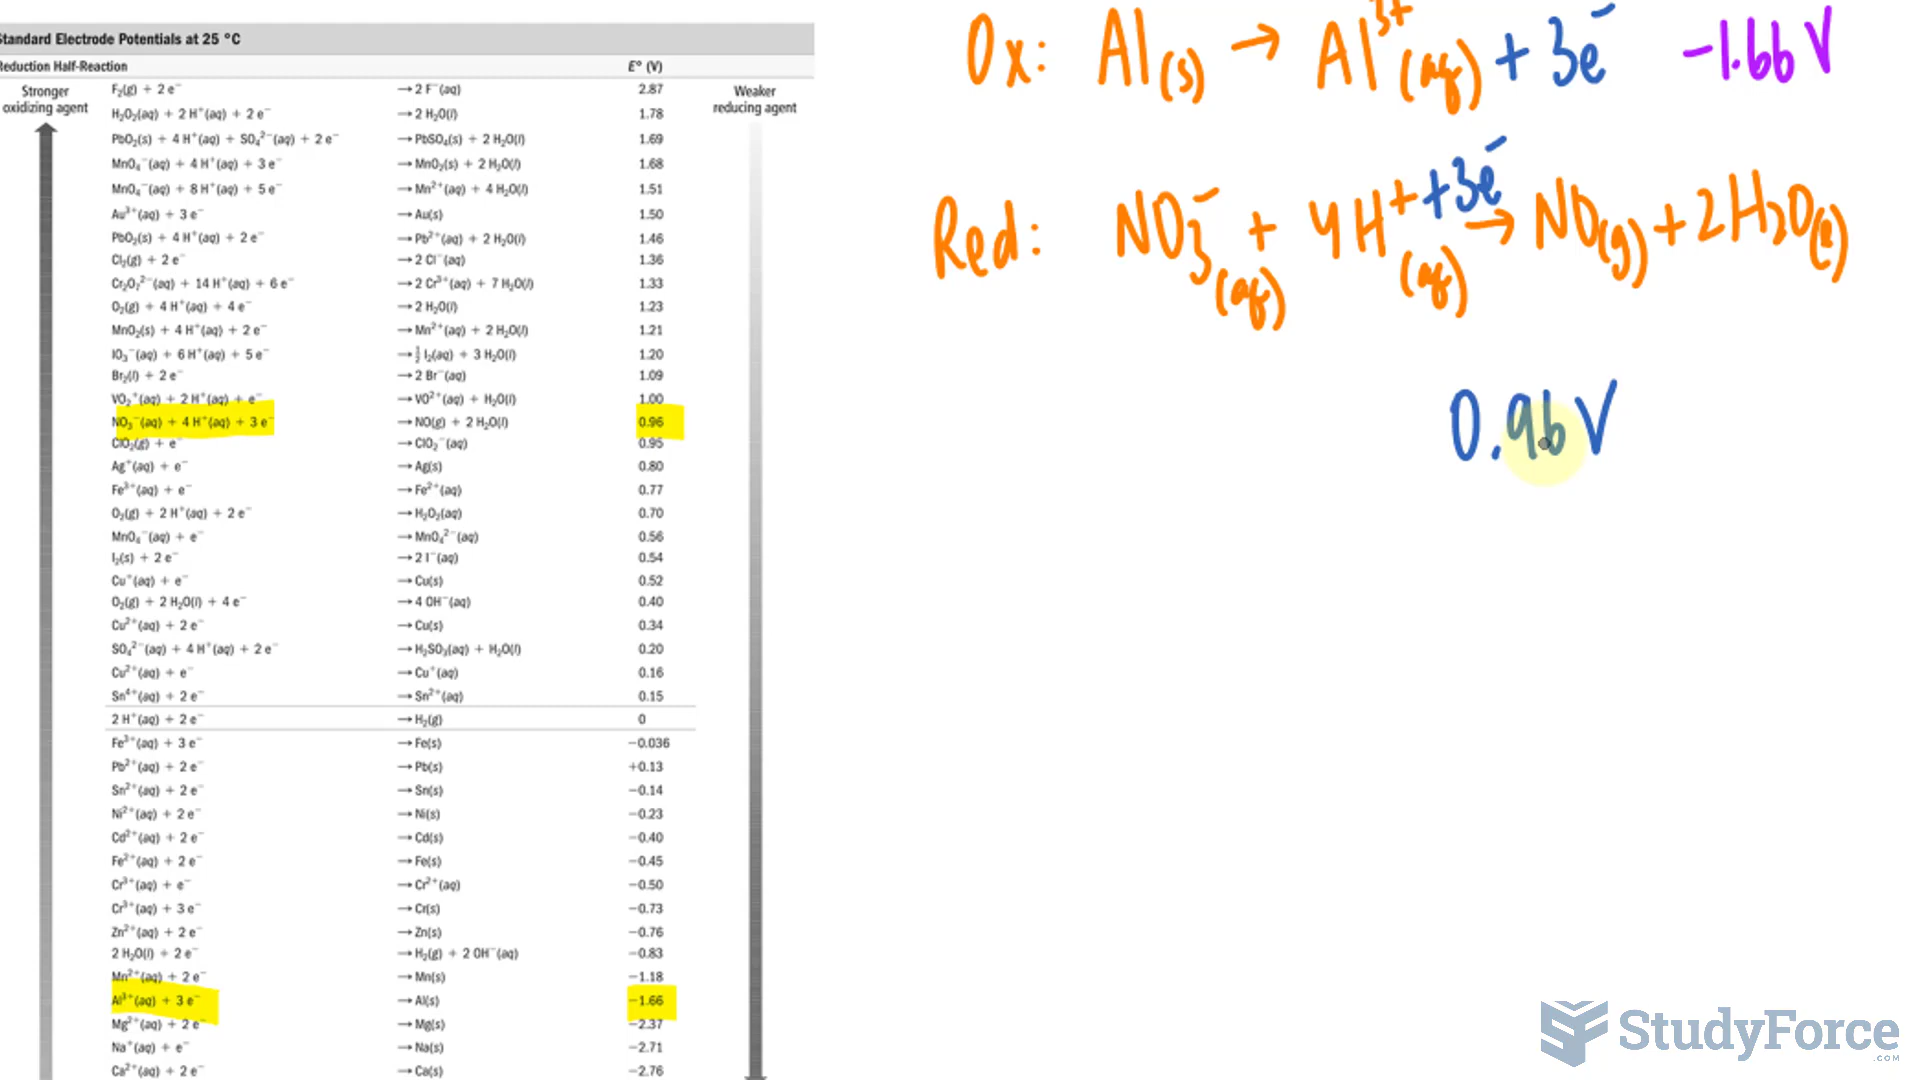 Standard Electrode Potentials at 25 °C
Reduction Half-Reaction E° (V)
Stronger oxidizing agent
Weaker reducing agent
F₂(g) + 2 e⁻ → 2 F⁻(aq) 2.87
H₂O₂(aq) + 2 H⁺(aq) + 2 e⁻ → 2 H₂O(l) 1.78
PbO₂(s) + 4 H⁺(aq) + SO₄²⁻(aq) + 2 e⁻ → PbSO₄(s) + 2 H₂O(l) 1.69
MnO₄⁻(aq) + 4 H⁺(aq) + 3 e⁻ → MnO₂(s) + 2 H₂O(l) 1.68
MnO₄⁻(aq) + 8 H⁺(aq) + 5 e⁻ → Mn²⁺(aq) + 4 H₂O(l) 1.51
Au³⁺(aq) + 3 e⁻ → Au(s) 1.50
PbO₂(s) + 4 H⁺(aq) + 2 e⁻ → Pb²⁺(aq) + 2 H₂O(l) 1.46
Cl₂(g) + 2 e⁻ → 2 Cl⁻(aq) 1.36
Cr₂O₇²⁻(aq) + 14 H⁺(aq) + 6 e⁻ → 2 Cr³⁺(aq) + 7 H₂O(l) 1.33
O₂(g) + 4 H⁺(aq) + 4 e⁻ → 2 H₂O(l) 1.23
MnO₂(s) + 4 H⁺(aq) + 2 e⁻ → Mn²⁺(aq) + 2 H₂O(l) 1.21
IO₃⁻(aq) + 6 H⁺(aq) + 5 e⁻ → ½ I₂(aq) + 3 H₂O(l) 1.20
Br₂(l) + 2 e⁻ → 2 Br⁻(aq) 1.09
VO₂⁺(aq) + 2 H⁺(aq) + e⁻ → VO²⁺(aq) + H₂O(l) 1.00
NO₃⁻(aq) + 4 H⁺(aq) + 3 e⁻ → NO(g) + 2 H₂O(l) 0.96
ClO₂(g) + e⁻ → ClO₂⁻(aq) 0.95
Ag⁺(aq) + e⁻ → Ag(s) 0.80
Fe³⁺(aq) + e⁻ → Fe²⁺(aq) 0.77
O₂(g) + 2 H⁺(aq) + 2 e⁻ → H₂O₂(aq) 0.70
MnO₄⁻(aq) + e⁻ → MnO₄²⁻(aq) 0.56
I₂(s) + 2 e⁻ → 2 I⁻(aq) 0.54
Cu⁺(aq) + e⁻ → Cu(s) 0.52
O₂(g) + 2 H₂O(l) + 4 e⁻ → 4 OH⁻(aq) 0.40
Cu²⁺(aq) + 2 e⁻ → Cu(s) 0.34
SO₄²⁻(aq) + 4 H⁺(aq) + 2 e⁻ → H₂SO₃(aq) + H₂O(l) 0.20
Cu²⁺(aq) + e⁻ → Cu⁺(aq) 0.16
Sn⁴⁺(aq) + 2 e⁻ → Sn²⁺(aq) 0.15
2 H⁺(aq) + 2 e⁻ → H₂(g) 0
Fe³⁺(aq) + 3 e⁻ → Fe(s) −0.036
Pb²⁺(aq) + 2 e⁻ → Pb(s) +0.13
Sn²⁺(aq) + 2 e⁻ → Sn(s) −0.14
Ni²⁺(aq) + 2 e⁻ → Ni(s) −0.23
Cd²⁺(aq) + 2 e⁻ → Cd(s) −0.40
Fe²⁺(aq) + 2 e⁻ → Fe(s) −0.45
Cr³⁺(aq) + e⁻ → Cr²⁺(aq) −0.50
Cr³⁺(aq) + 3 e⁻ → Cr(s) −0.73
Zn²⁺(aq) + 2 e⁻ → Zn(s) −0.76
2 H₂O(l) + 2 e⁻ → H₂(g) + 2 OH⁻(aq) −0.83
Mn²⁺(aq) + 2 e⁻ → Mn(s) −1.18
Al³⁺(aq) + 3 e⁻ → Al(s) −1.66
Mg²⁺(aq) + 2 e⁻ → Mg(s) −2.37
Na⁺(aq) + e⁻ → Na(s) −2.71
Ca²⁺(aq) + 2 e⁻ → Ca(s) −2.76
Ox: Al(s) → Al³⁺(aq) + 3e⁻ -1.66 V
Red: NO₃⁻(aq) + 4H⁺(aq) + 3e⁻ → NO(g) + 2H₂O(l)
0.96 V
StudyForce
.COM